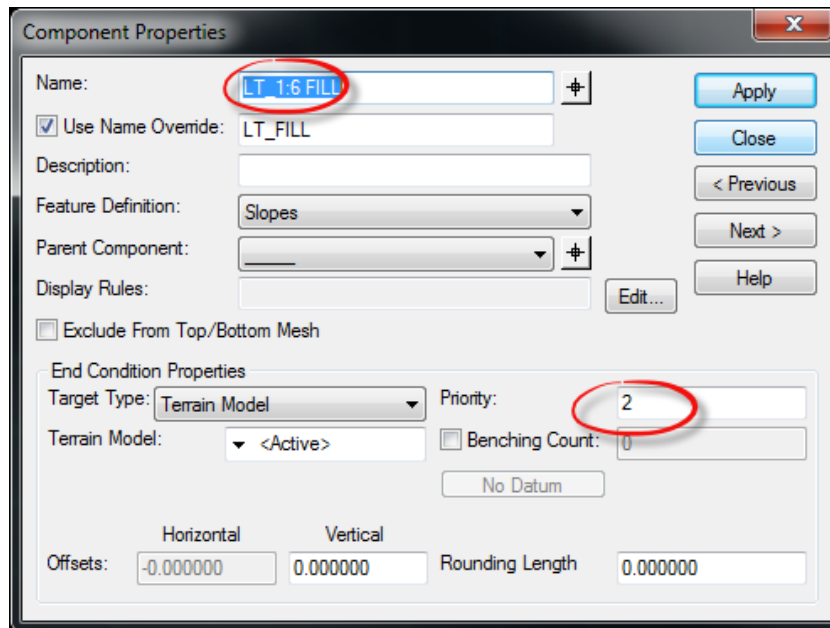 Component Properties
Name: LT_1:6 FILL Apply
Use Name Override: LT_FILL Close
Description: < Previous
Feature Definition: Slopes Next >
Parent Component: _____ Help
Display Rules: Edit...
Exclude From Top/Bottom Mesh
End Condition Properties
Target Type: Terrain Model Priority: 2
Terrain Model: <Active> Benching Count: 0
No Datum
Horizontal Vertical
Offsets: -0.000000 0.000000 Rounding Length 0.000000